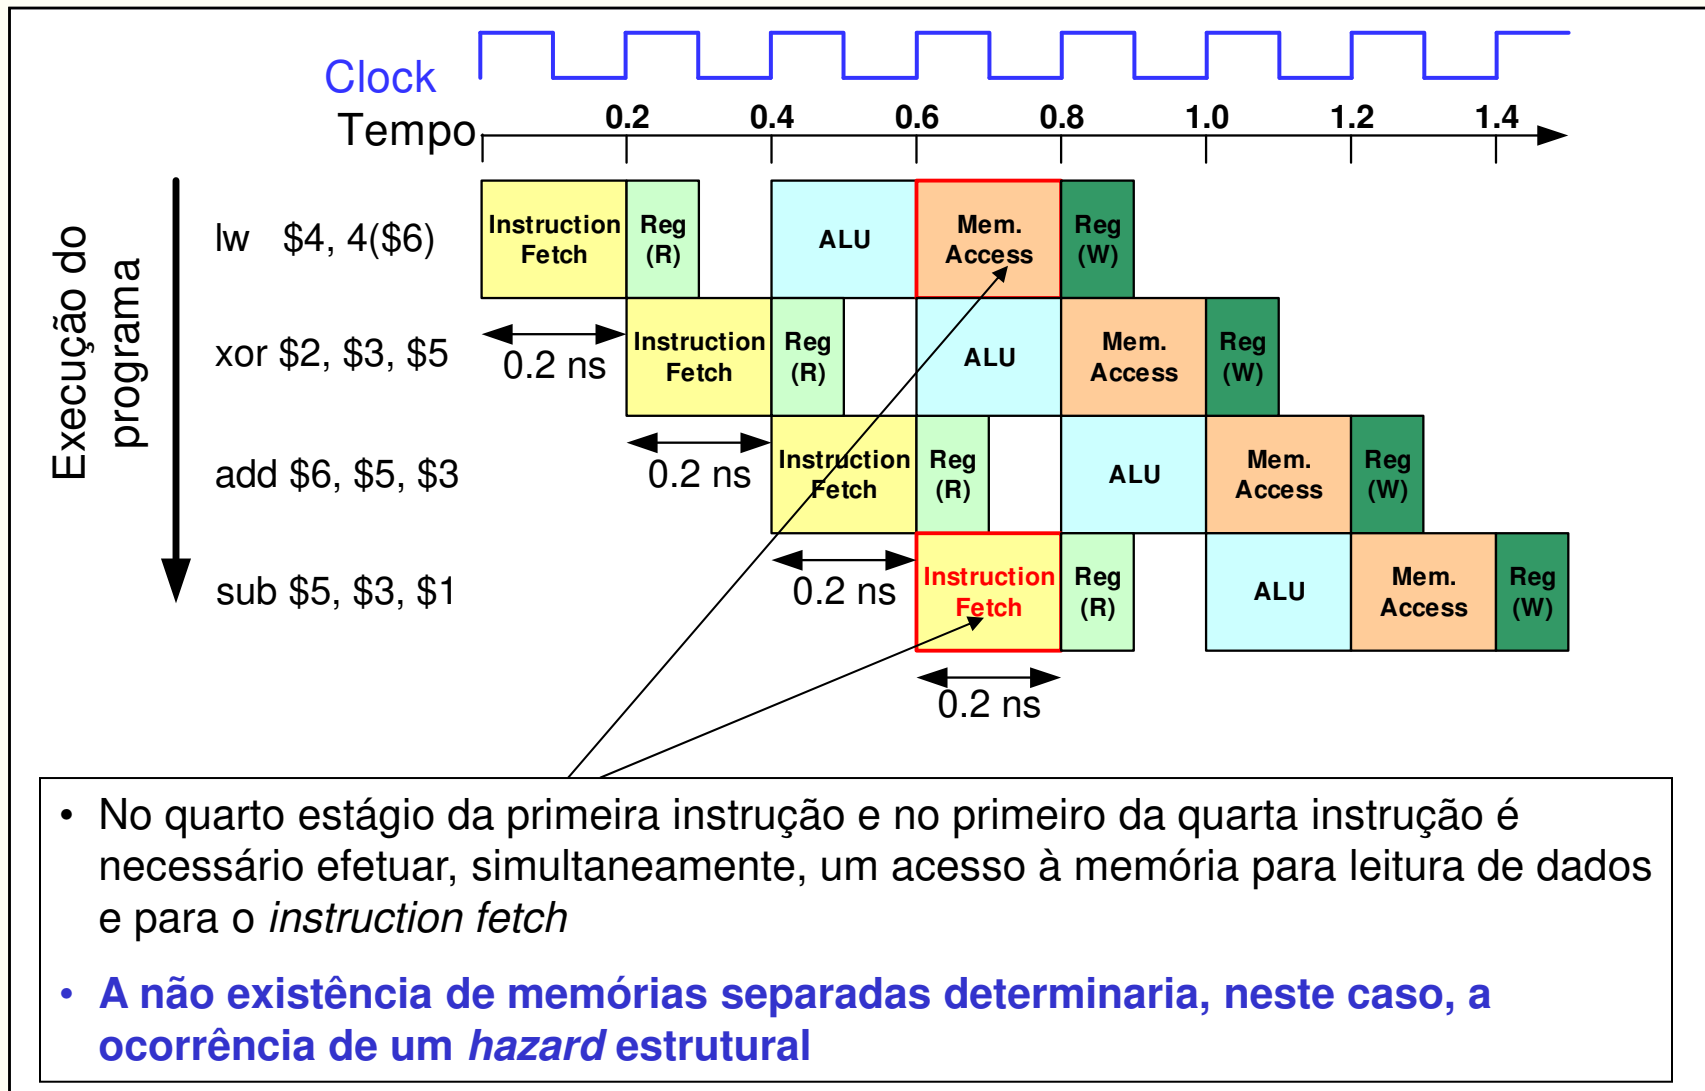 Clock
Tempo
0.2 0.4 0.6 0.8 1.0 1.2 1.4
Execução do
programa
lw $4, 4($6)
Instruction
Fetch
Reg
(R)
ALU
Mem.
Access
Reg
(W)
0.2 ns
xor $2, $3, $5
Instruction
Fetch
Reg
(R)
ALU
Mem.
Access
Reg
(W)
0.2 ns
add $6, $5, $3
Instruction
Fetch
Reg
(R)
ALU
Mem.
Access
Reg
(W)
0.2 ns
sub $5, $3, $1
Instruction
Fetch
Reg
(R)
ALU
Mem.
Access
Reg
(W)
0.2 ns
• No quarto estágio da primeira instrução e no primeiro da quarta instrução é
necessário efetuar, simultaneamente, um acesso à memória para leitura de dados
e para o instruction fetch
• A não existência de memórias separadas determinaria, neste caso, a
ocorrência de um hazard estrutural